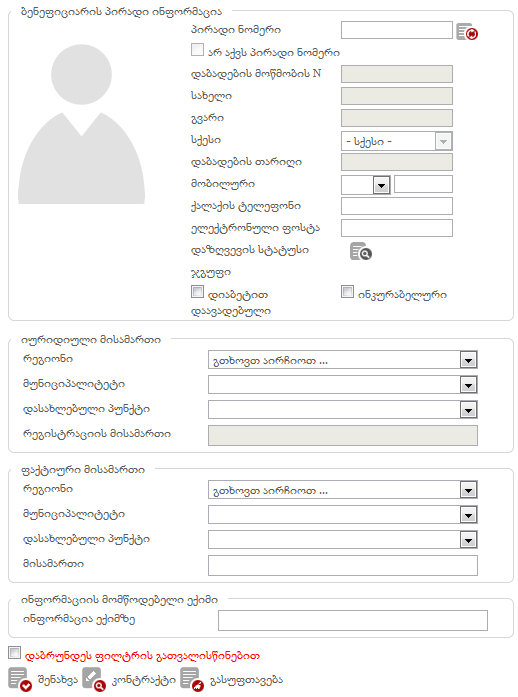 ბენეფიციარის პირადი ინფორმაცია
პირადი ნომერი
არ აქვს პირადი ნომერი
დაბადების მოწმობის N
სახელი
გვარი
სქესი
- სქესი -
დაბადების თარიღი
მობილური
ქალაქის ტელეფონი
ელექტრონული ფოსტა
დაზღვევის სტატუსი
ჯგუფი
დიაბეტით დაავადებული
ინკურაბელური
იურიდიული მისამართი
რეგიონი
გთხოვთ აირჩიოთ ...
მუნიციპალიტეტი
დასახლებული პუნქტი
რეგისტრაციის მისამართი
ფაქტიური მისამართი
რეგიონი
გთხოვთ აირჩიოთ ...
მუნიციპალიტეტი
დასახლებული პუნქტი
მისამართი
ინფორმაციის მომწოდებელი ექიმი
ინფორმაცია ექიმზე
დაბრუნდეს ფილტრის გათვალისწინებით
შენახვა კონტრაქტი გასუფთავება